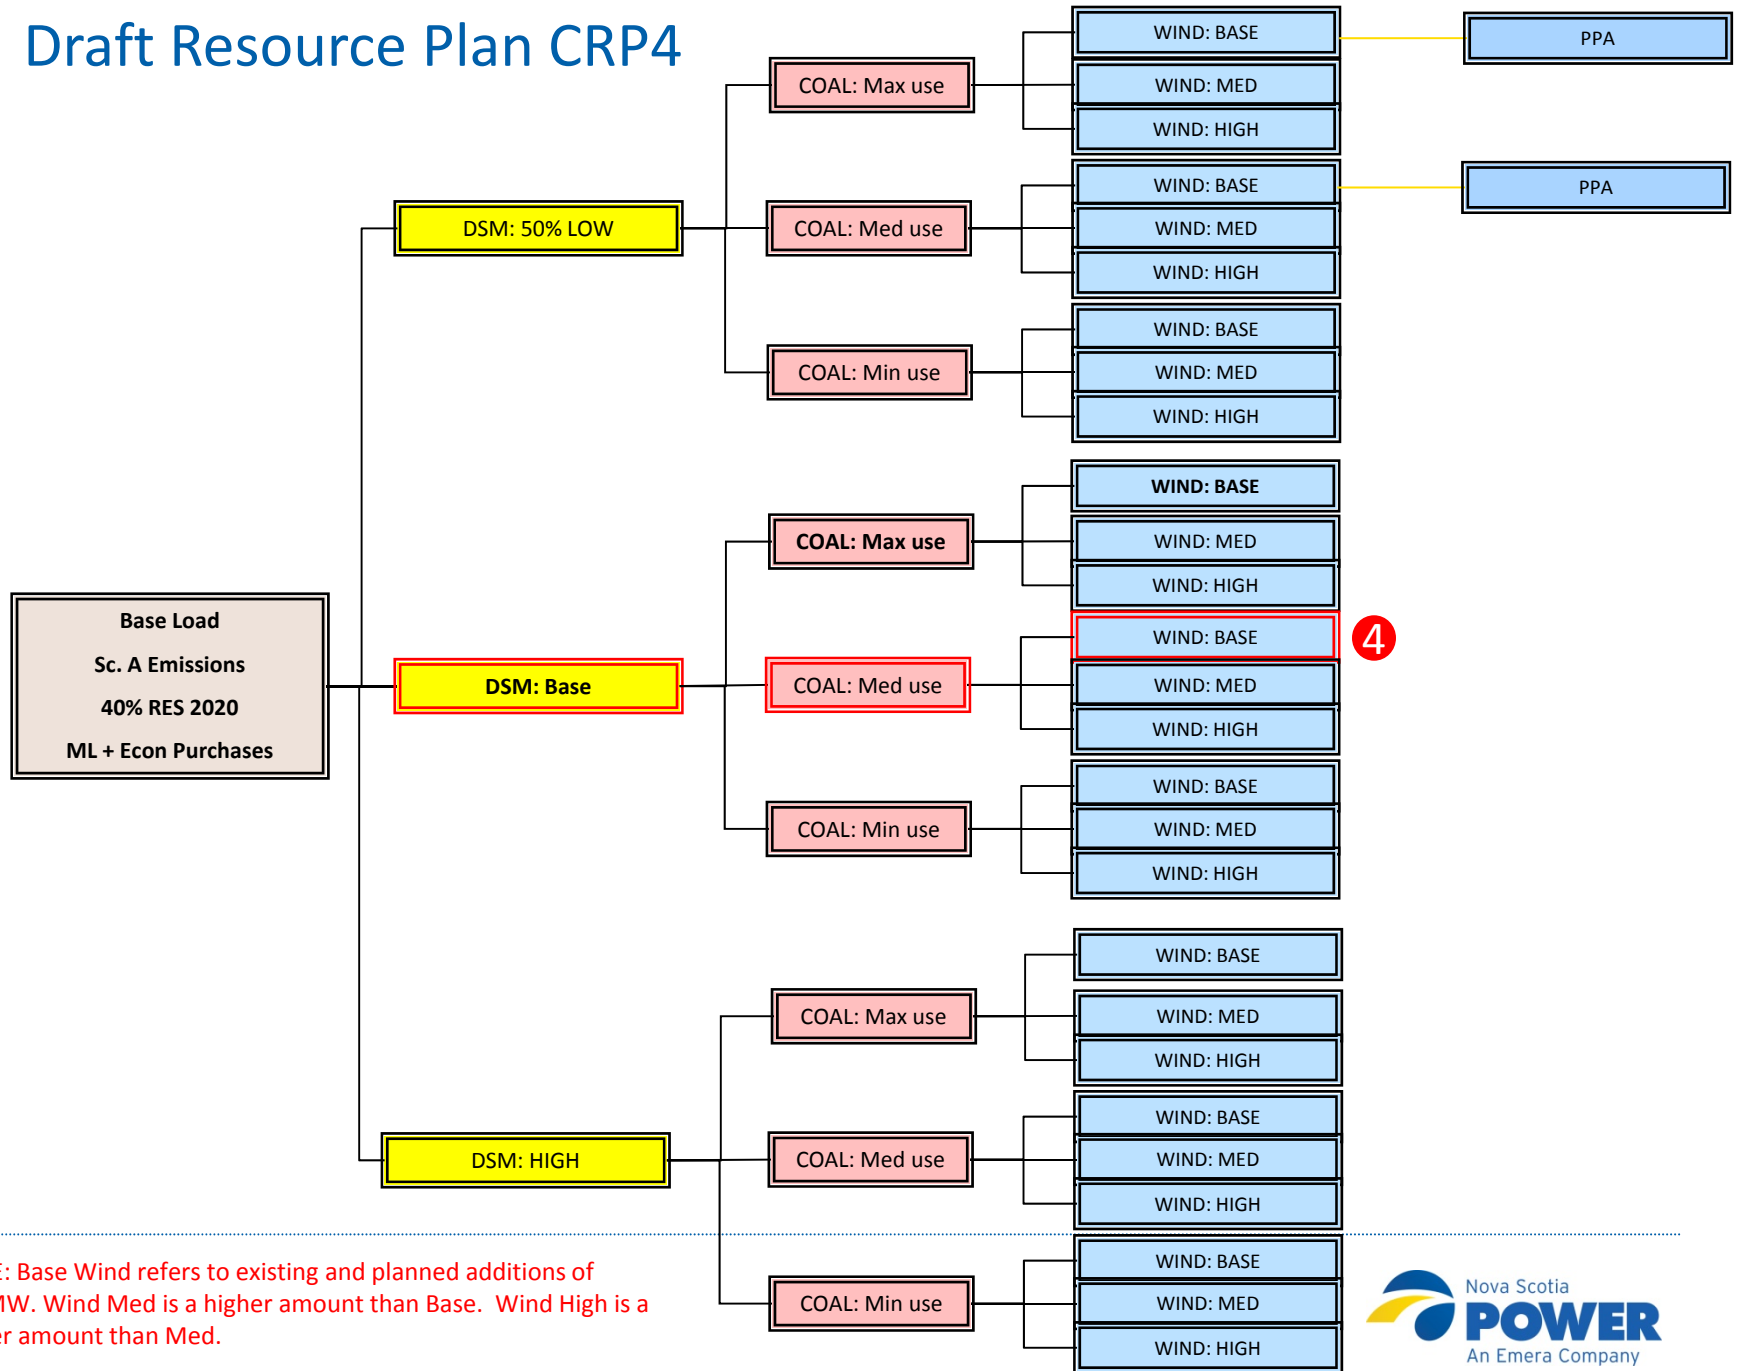 Draft Resource Plan CRP4
WIND: BASE
PPA
COAL: Max use
WIND: MED
WIND: HIGH
WIND: BASE
PPA
DSM: 50% LOW
COAL: Med use
WIND: MED
WIND: HIGH
WIND: BASE
COAL: Min use
WIND: MED
WIND: HIGH
WIND: BASE
COAL: Max use
WIND: MED
WIND: HIGH
Base Load
Sc. A Emissions
40% RES 2020
ML + Econ Purchases
WIND: BASE
4
DSM: Base
COAL: Med use
WIND: MED
WIND: HIGH
WIND: BASE
COAL: Min use
WIND: MED
WIND: HIGH
WIND: BASE
COAL: Max use
WIND: MED
WIND: HIGH
WIND: BASE
DSM: HIGH
COAL: Med use
WIND: MED
WIND: HIGH
WIND: BASE
COAL: Min use
WIND: MED
WIND: HIGH
: Base Wind refers to existing and planned additions of
MW. Wind Med is a higher amount than Base. Wind High is a
amount than Med.
Nova Scotia
POWER
An Emera Company